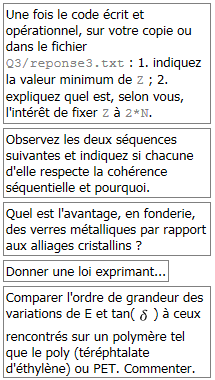 Une fois le code écrit et
opérationnel, sur votre copie ou
dans le fichier
Q3/reponse3.txt : 1. indiquez
la valeur minimum de Z ; 2.
expliquez quel est, selon vous,
l'intérêt de fixer Z à 2*N.
Observez les deux séquences
suivantes et indiquez si chacune
d'elle respecte la cohérence
séquentielle et pourquoi.
Quel est l'avantage, en fonderie,
des verres métalliques par rapport
aux alliages cristallins ?
Donner une loi exprimant...
Comparer l'ordre de grandeur des
variations de E et tan( δ ) à ceux
rencontrés sur un polymère tel
que le poly (téréphtalate
d'éthylène) ou PET. Commenter.